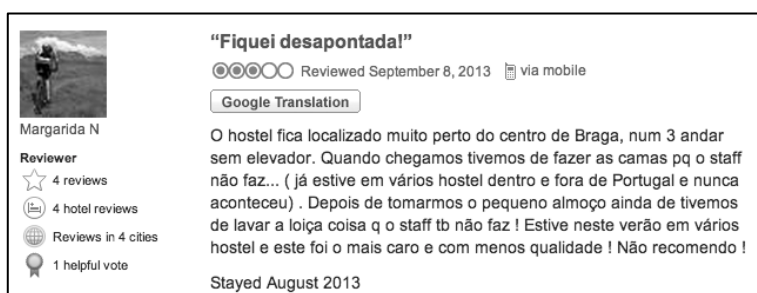 “Fiquei desapontada!”
Reviewed September 8, 2013 via mobile
Google Translation
Margarida N
Reviewer
4 reviews
4 hotel reviews
Reviews in 4 cities
1 helpful vote
O hostel fica localizado muito perto do centro de Braga, num 3 andar
sem elevador. Quando chegamos tivemos de fazer as camas pq o staff
não faz... ( já estive em vários hostel dentro e fora de Portugal e nunca
aconteceu) . Depois de tomarmos o pequeno almoço ainda de tivemos
de lavar a loiça coisa q o staff tb não faz ! Estive neste verão em vários
hostel e este foi o mais caro e com menos qualidade ! Não recomendo !
Stayed August 2013